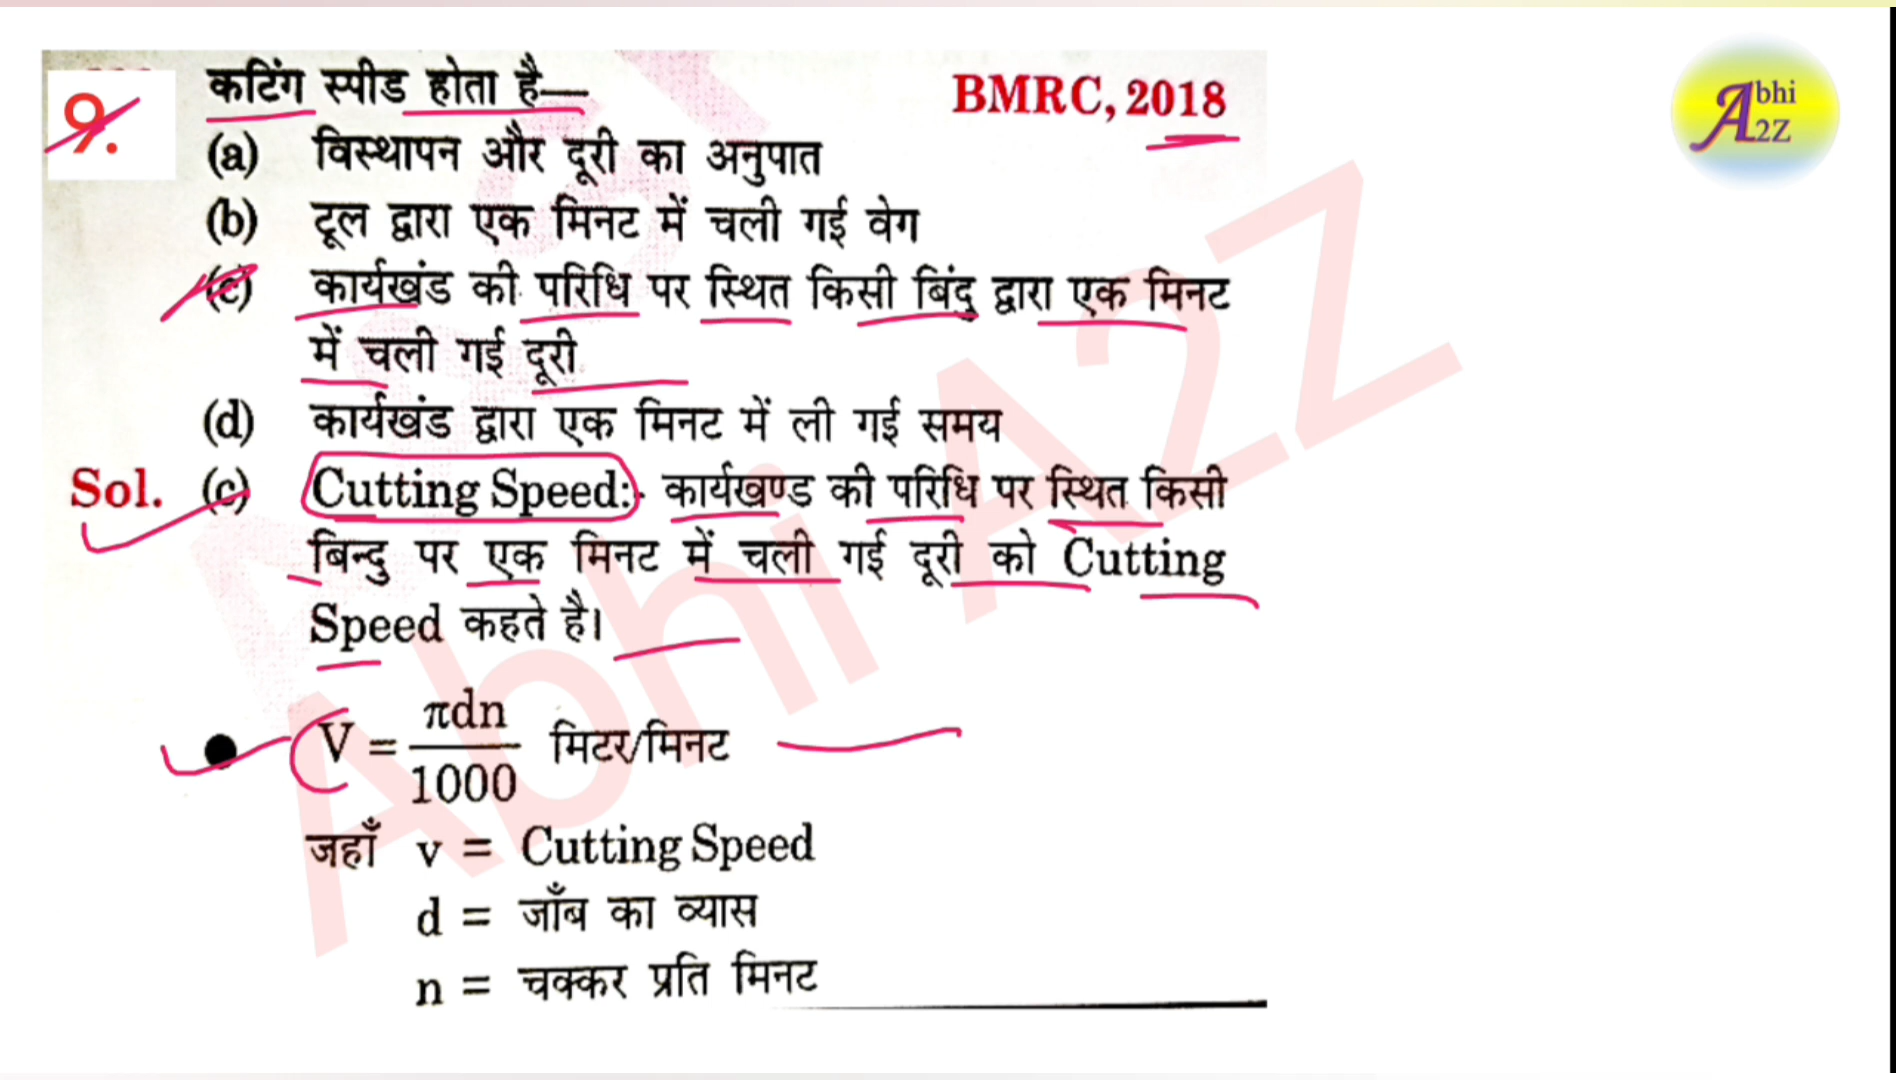 Abhi
A2Z
9.
कटिंग स्पीड होता है—
BMRC, 2018
(a) विस्थापन और दूरी का अनुपात
(b) टूल द्वारा एक मिनट में चली गई वेग
(c) कार्यखंड की परिधि पर स्थित किसी बिंदु द्वारा एक मिनट
में चली गई दूरी
(d) कार्यखंड द्वारा एक मिनट में ली गई समय
Sol. (c) Cutting Speed:- कार्यखण्ड की परिधि पर स्थित किसी
बिन्दु पर एक मिनट में चली गई दूरी को Cutting
Speed कहते है।
● V = πdn/1000 मिटर/मिनट
जहाँ v = Cutting Speed
d = जॉंब का व्यास
n = चक्कर प्रति मिनट
Abhi A2Z